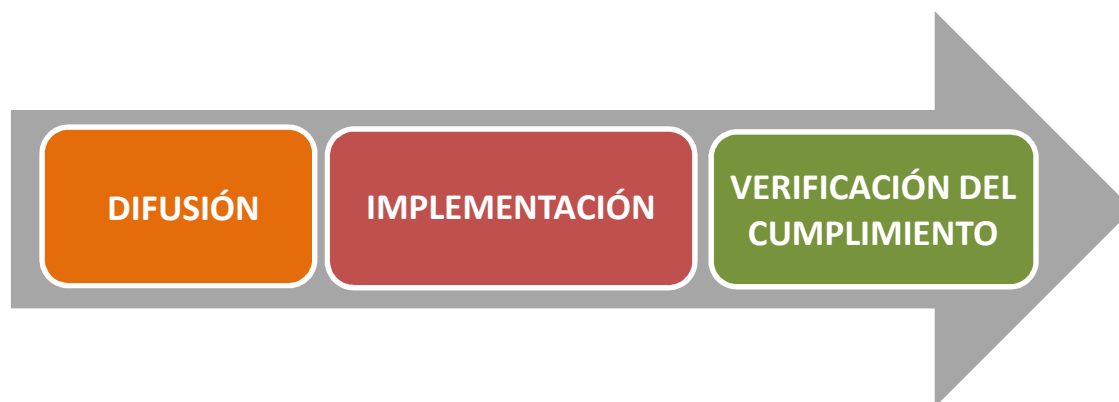 DIFUSIÓN
IMPLEMENTACIÓN
VERIFICACIÓN DEL
CUMPLIMIENTO